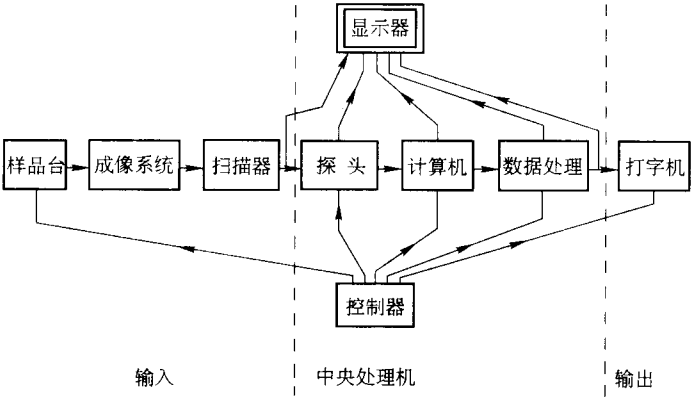 显示器
样品台
成像系统
扫描器
探头
计算机
数据处理
打字机
控制器
输入
中央处理机
输出